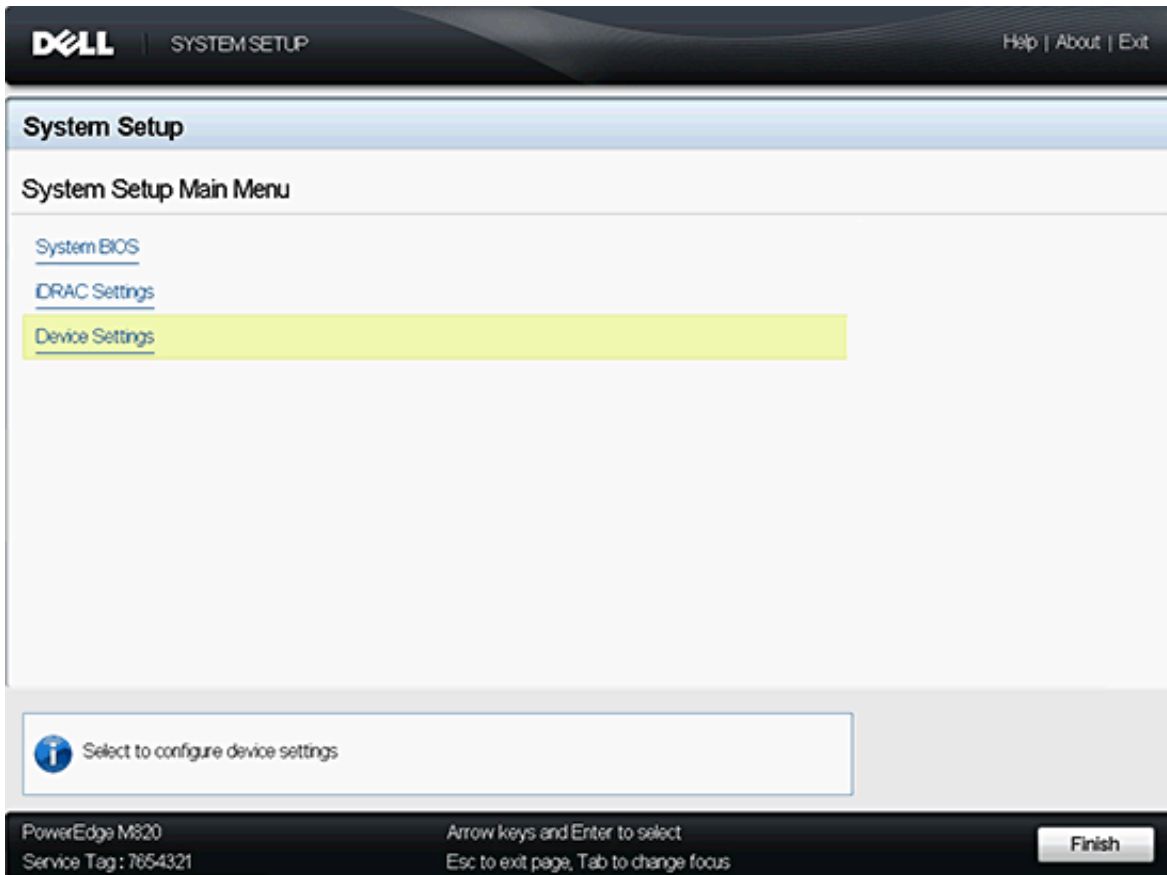 DELL SYSTEM SETUP Help | About | Exit
System Setup
System Setup Main Menu
System BIOS
iDRAC Settings
Device Settings
Select to configure device settings
PowerEdge M820 Arrow keys and Enter to select
Finish
Service Tag : 7654321 Esc to exit page, Tab to change focus